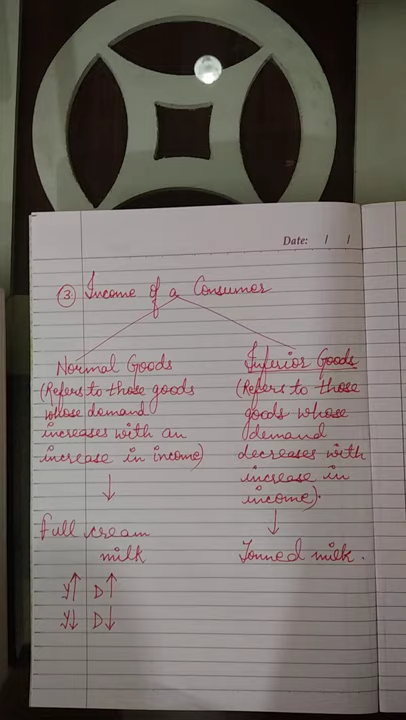 Date: / /
③ Income of a Consumer
Normal Goods
(Refers to those goods
whose demand
increases with an
increase in income)
↓
Full cream
milk
Y↑ D↑
Y↓ D↓
Inferior Goods
(Refers to those
goods whose
demand
decreases with
increase in
income).
↓
Tonned milk.